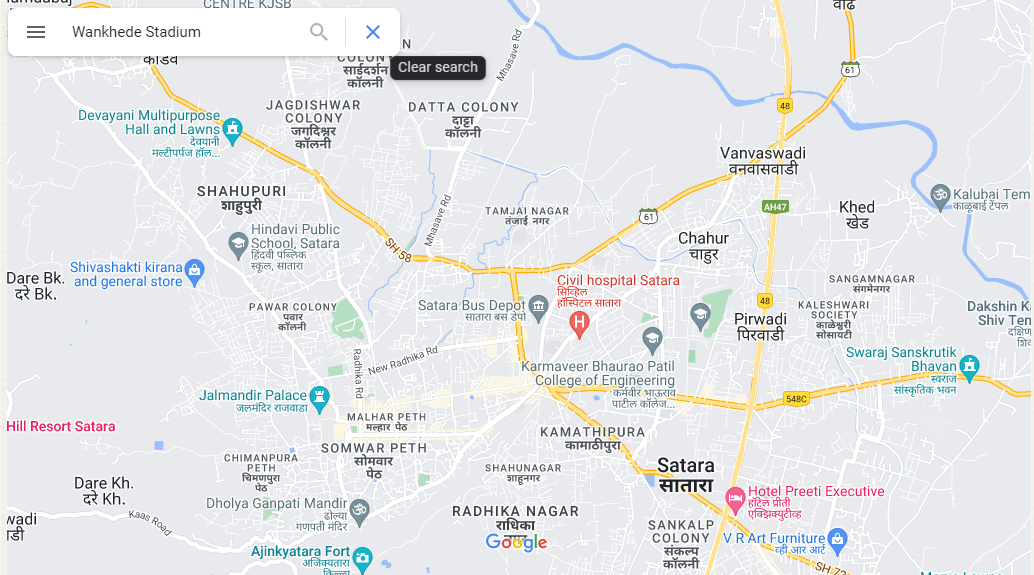 CENTRE KJSB
Wankhede Stadium
Clear search
कोडवे
COLON
साईदर्शन
कॉलनी
Mhasave Rd
वाढे
61
48
JAGDISHWAR
COLONY
जगदिश्वर
कॉलनी
DATTA COLONY
दाट्टा
कॉलनी
Devayani Multipurpose
Hall and Lawns
देवयानी
मल्टीपर्पज हॉल...
Vanvaswadi
वनवासवाडी
SHAHUPURI
शाहुपुरी
Kalubai Tem
काळूबाई टेंपल
AH47
Khed
खेड
Mhasave Rd
TAMJAI NAGAR
तंजाई नगर
61
Hindavi Public
School, Satara
हिंदवी पब्लिक
स्कूल, सातारा
SH 58
Chahur
चाहुर
Shivashakti kirana
and general store
Dare Bk.
दरे Bk.
Civil hospital Satara
सिव्हिल
हॉस्पिटल सातारा
SANGAMNAGAR
संगमनेगर
Satara Bus Depot
सातारा बस डेपो
PAWAR COLONY
पवार
कॉलनी
48
KALESHWARI
SOCIETY
काळेश्वरी
सोसायटी
Dakshin K
Shiv Ten
दक्षिण
शिव
Pirwadi
पिरवाडी
New Radhika Rd
Radhika Rd
Karmaveer Bhaurao Patil
College of Engineering
कर्मवीर भाऊराव
पाटील कॉलेज...
Swaraj Sanskrutik
Bhavan
स्वराज
सांस्कृतिक भवन
Jalmandir Palace
जलमंदिर राजवाडा
548C
MALHAR PETH
मल्हार पेठ
Hill Resort Satara
KAMATHIPURA
कामाठीपुरा
SOMWAR PETH
सोमवार
पेठ
CHIMANPURA
PETH
चिमणपुरा
पेठ
SHAHUNAGAR
शाहूनगर
Satara
सातारा
Dare Kh.
दरे Kh.
Hotel Preeti Executive
हॉटेल प्रीती
एक्झिक्युटीव्ह
Dholya Ganpati Mandir
ढोल्या
गणपती मंदिर
RADHIKA NAGAR
राधिका
Google
Kaas Road
wadi
SANKALP
COLONY
संकल्प
कॉलनी
V R Art Furniture
व्ही आर आर्ट
Ajinkyatara Fort
अजिंक्यतारा
किल्ला
SH 72